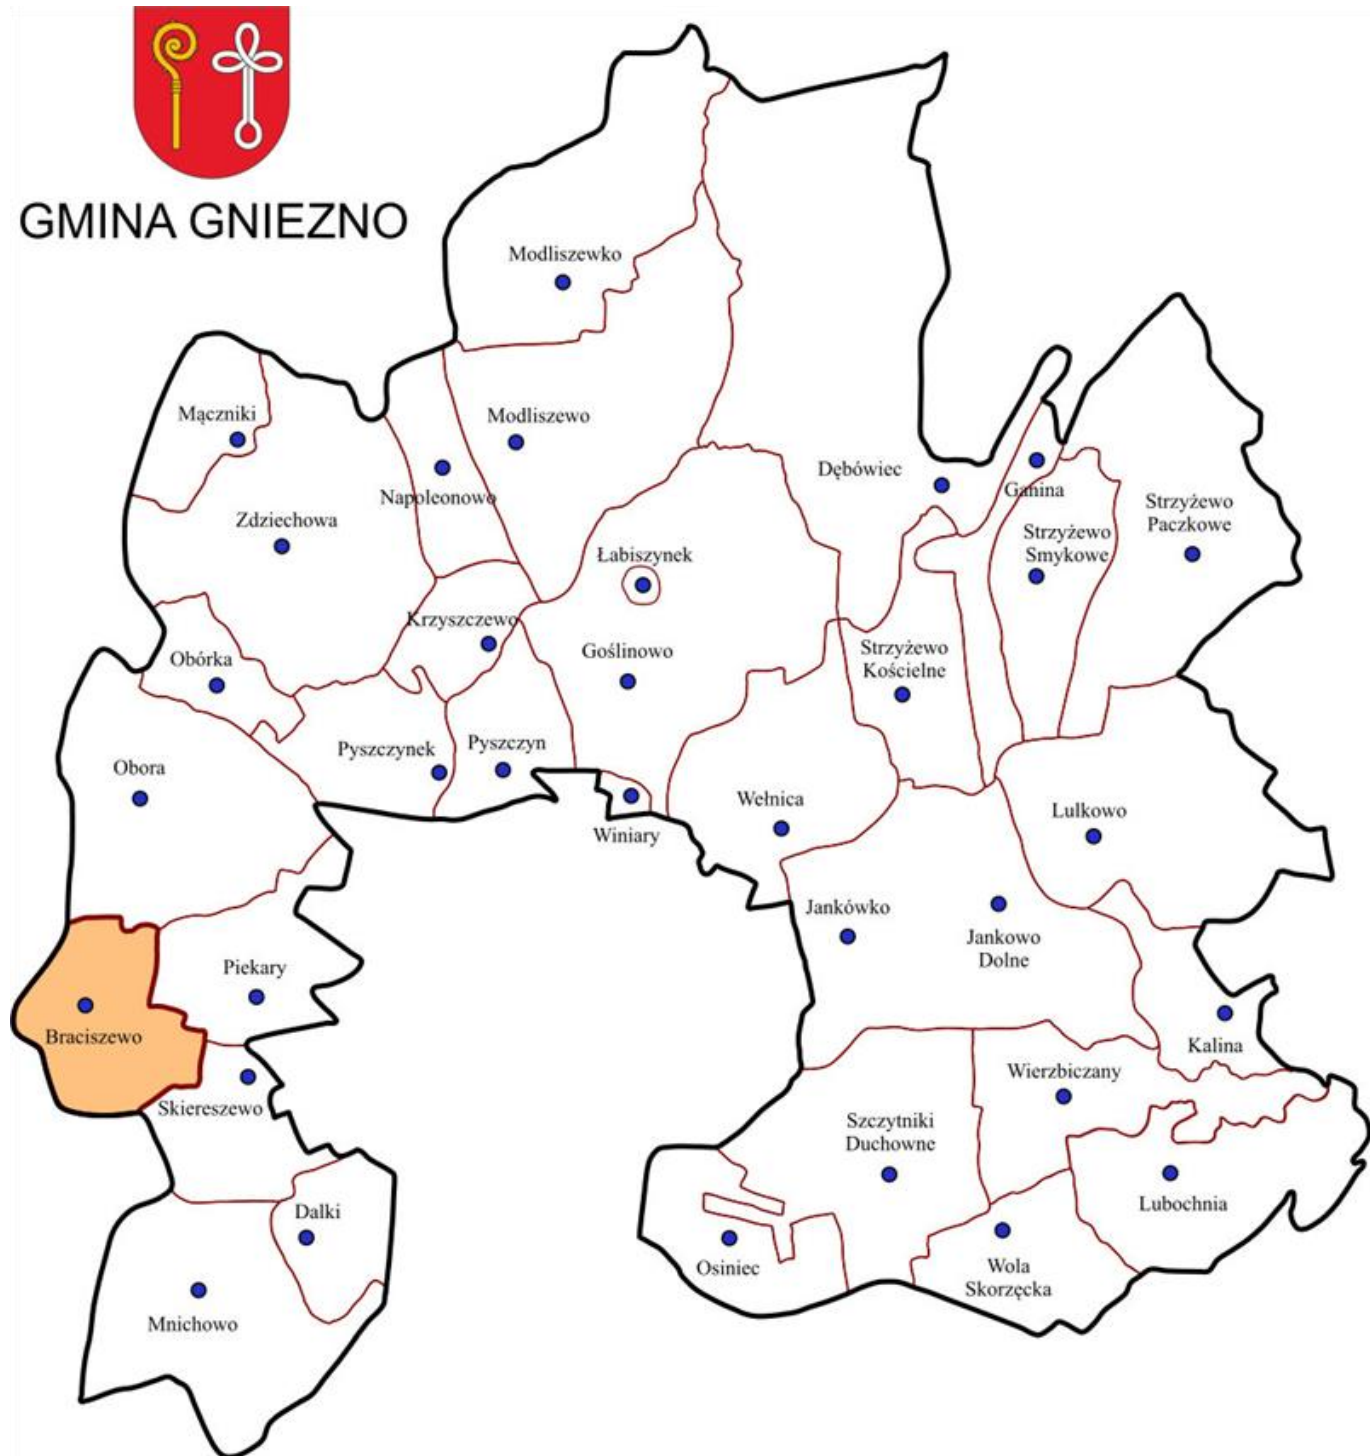 GMINA GNIEZNO
Modliszewko
Mączniki
Modliszewo
Napoleonowo
Dębówiec
Ganina
Strzyżewo
Paczkowe
Zdziechowa
Strzyżewo
Smykowe
Łabiszynek
Krzyszczewo
Goślinowo
Strzyżewo
Kościelne
Obórka
Pyszczynek
Pyszczyn
Obora
Wełnica
Lulkowo
Winiary
Jankówko
Jankowo
Dolne
Piekary
Braciszewo
Kalina
Skiereszewo
Wierzbiczany
Szczytniki
Duchowne
Lubochnia
Dalki
Osiniec
Wola
Skorzęcka
Mnichowo